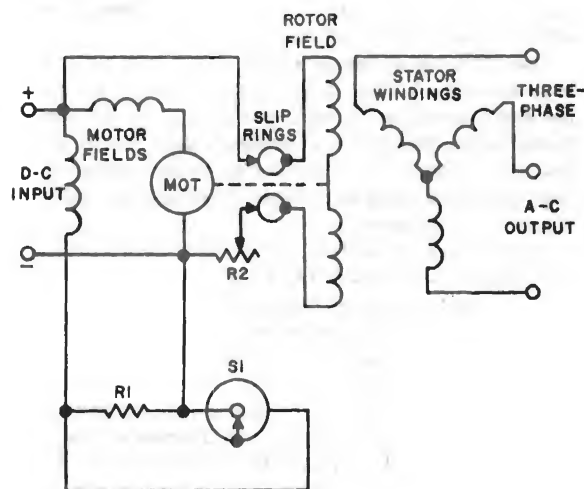 ROTOR
FIELD
STATOR
WINDINGS
THREE-
PHASE
SLIP
RINGS
+
MOTOR
FIELDS
D-C
INPUT
MOT
A-C
OUTPUT
−
R2
R1
S1